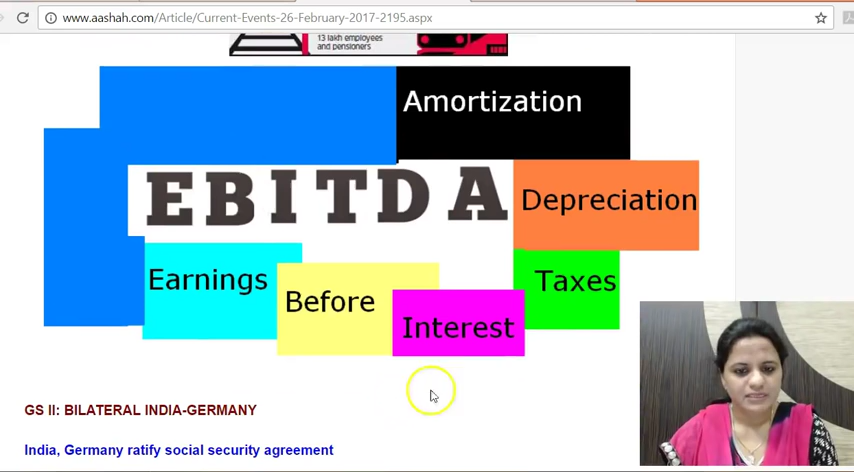 www.aashah.com/Article/Current-Events-26-February-2017-2195.aspx
13 lakh employees
and pensioners
Amortization
EBITDA
Depreciation
Earnings
Taxes
Before
Interest
GS II: BILATERAL INDIA-GERMANY
India, Germany ratify social security agreement